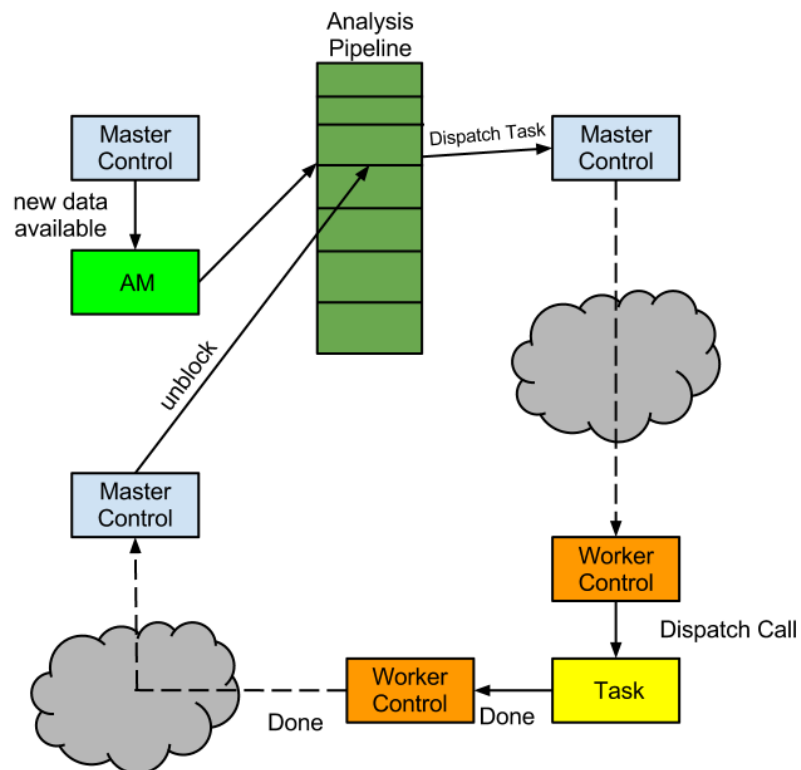 Analysis
Pipeline
Master
Control
Dispatch Task
Master
Control
new data
available
AM
unblock
Master
Control
Worker
Control
Dispatch Call
Task
Worker
Control
Done
Done